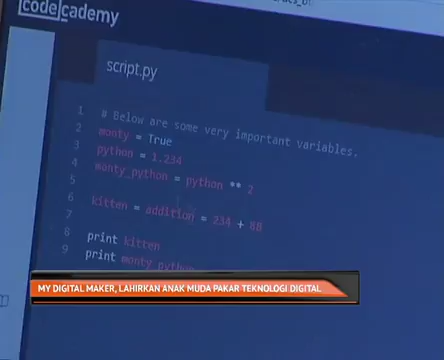 codecademy
script.py
1 # Below are some very important variables.
2 monty = True
3 python = 1.234
4 monty_python = python ** 2
5
6 kitten = addition = 234 + 88
7
8 print kitten
9 print monty_python
MY DIGITAL MAKER, LAHIRKAN ANAK MUDA PAKAR TEKNOLOGI DIGITAL